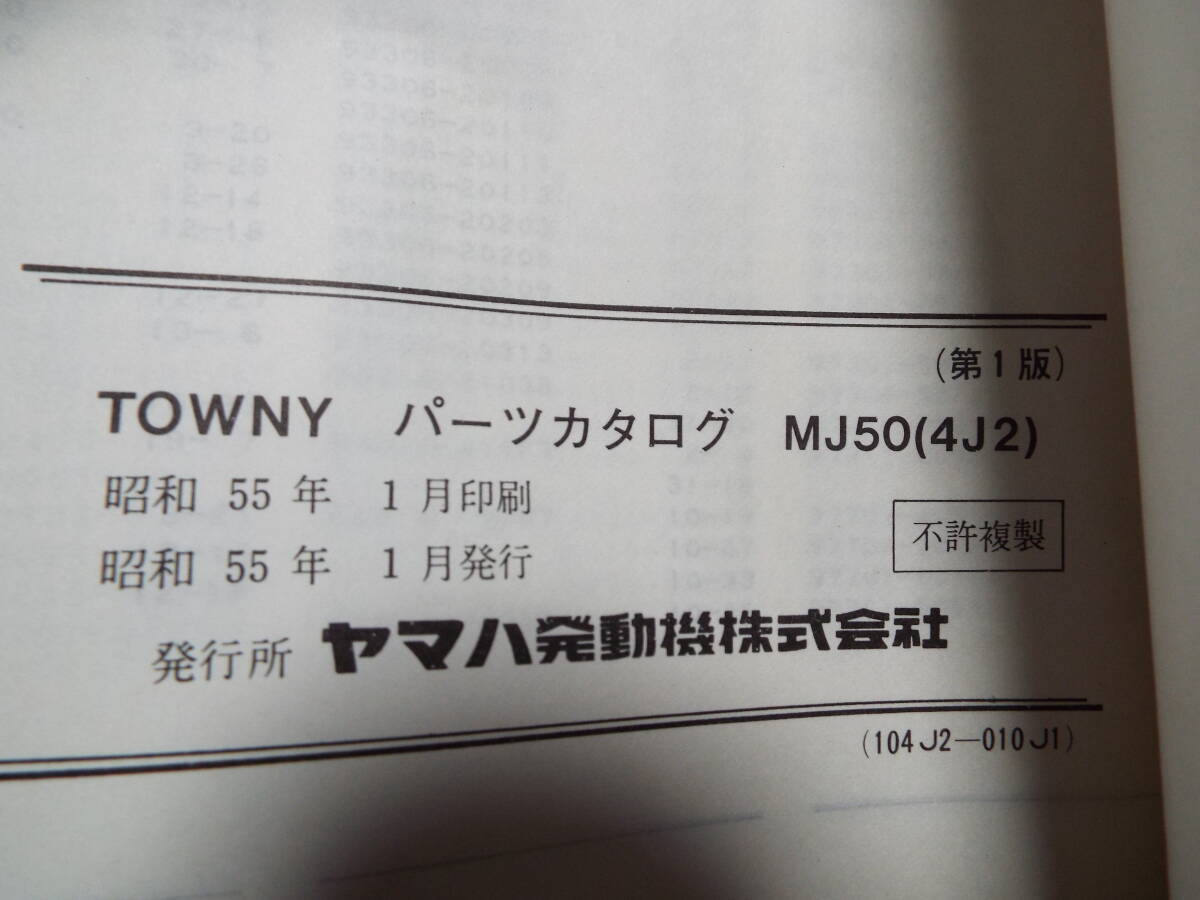 (第1版)
TOWNY パーツカタログ MJ50(4J2)
昭和 55 年 1 月印刷
昭和 55 年 1 月発行
不許複製
発行所 ヤマハ発動機株式会社
(104J2—010J1)